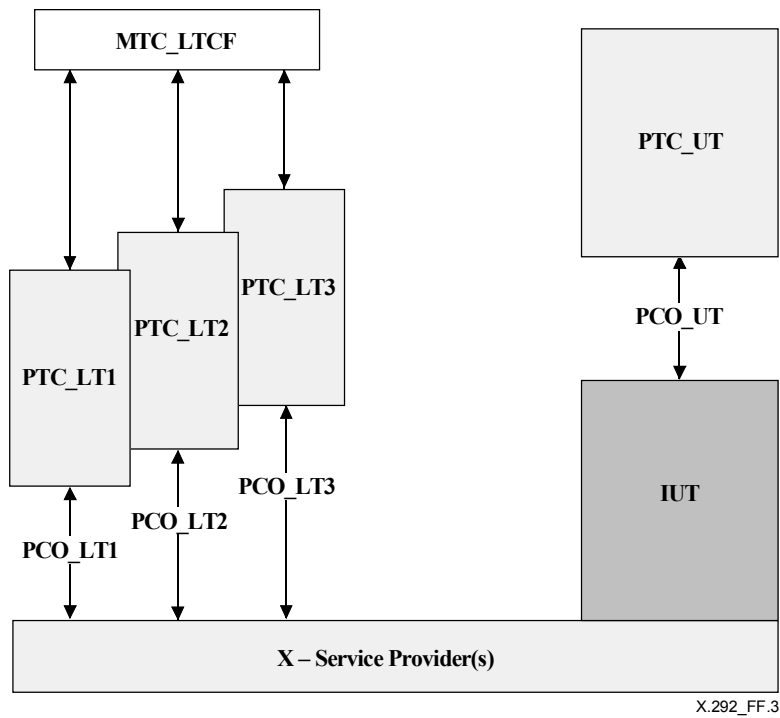 MTC_LTCF
PTC_UT
PTC_LT3
PTC_LT2
PTC_LT1
PCO_UT
PCO_LT3
IUT
PCO_LT2
PCO_LT1
X – Service Provider(s)
X.292_FF.3